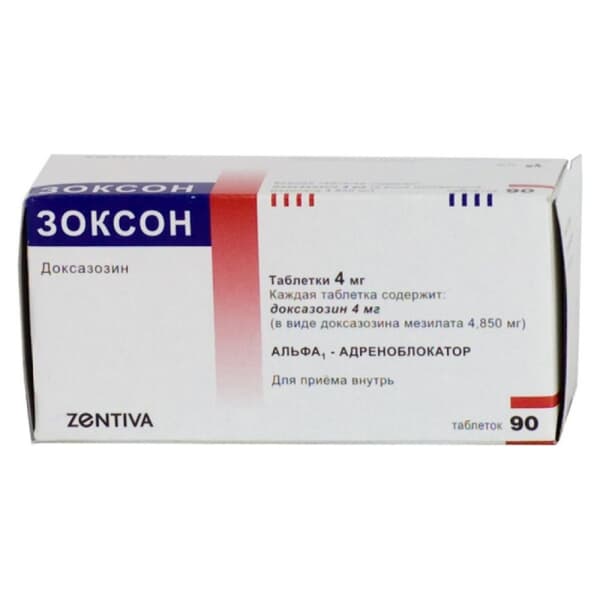 ЗОКСОН
90
ЗОКСОН
Доксазозин
Таблетки 4 мг
Каждая таблетка содержит:
доксазозин 4 мг
(в виде доксазозина мезилата 4,850 мг)
АЛЬФА1 - АДРЕНОБЛОКАТОР
Для приёма внутрь
ZENTIVA
таблеток 90